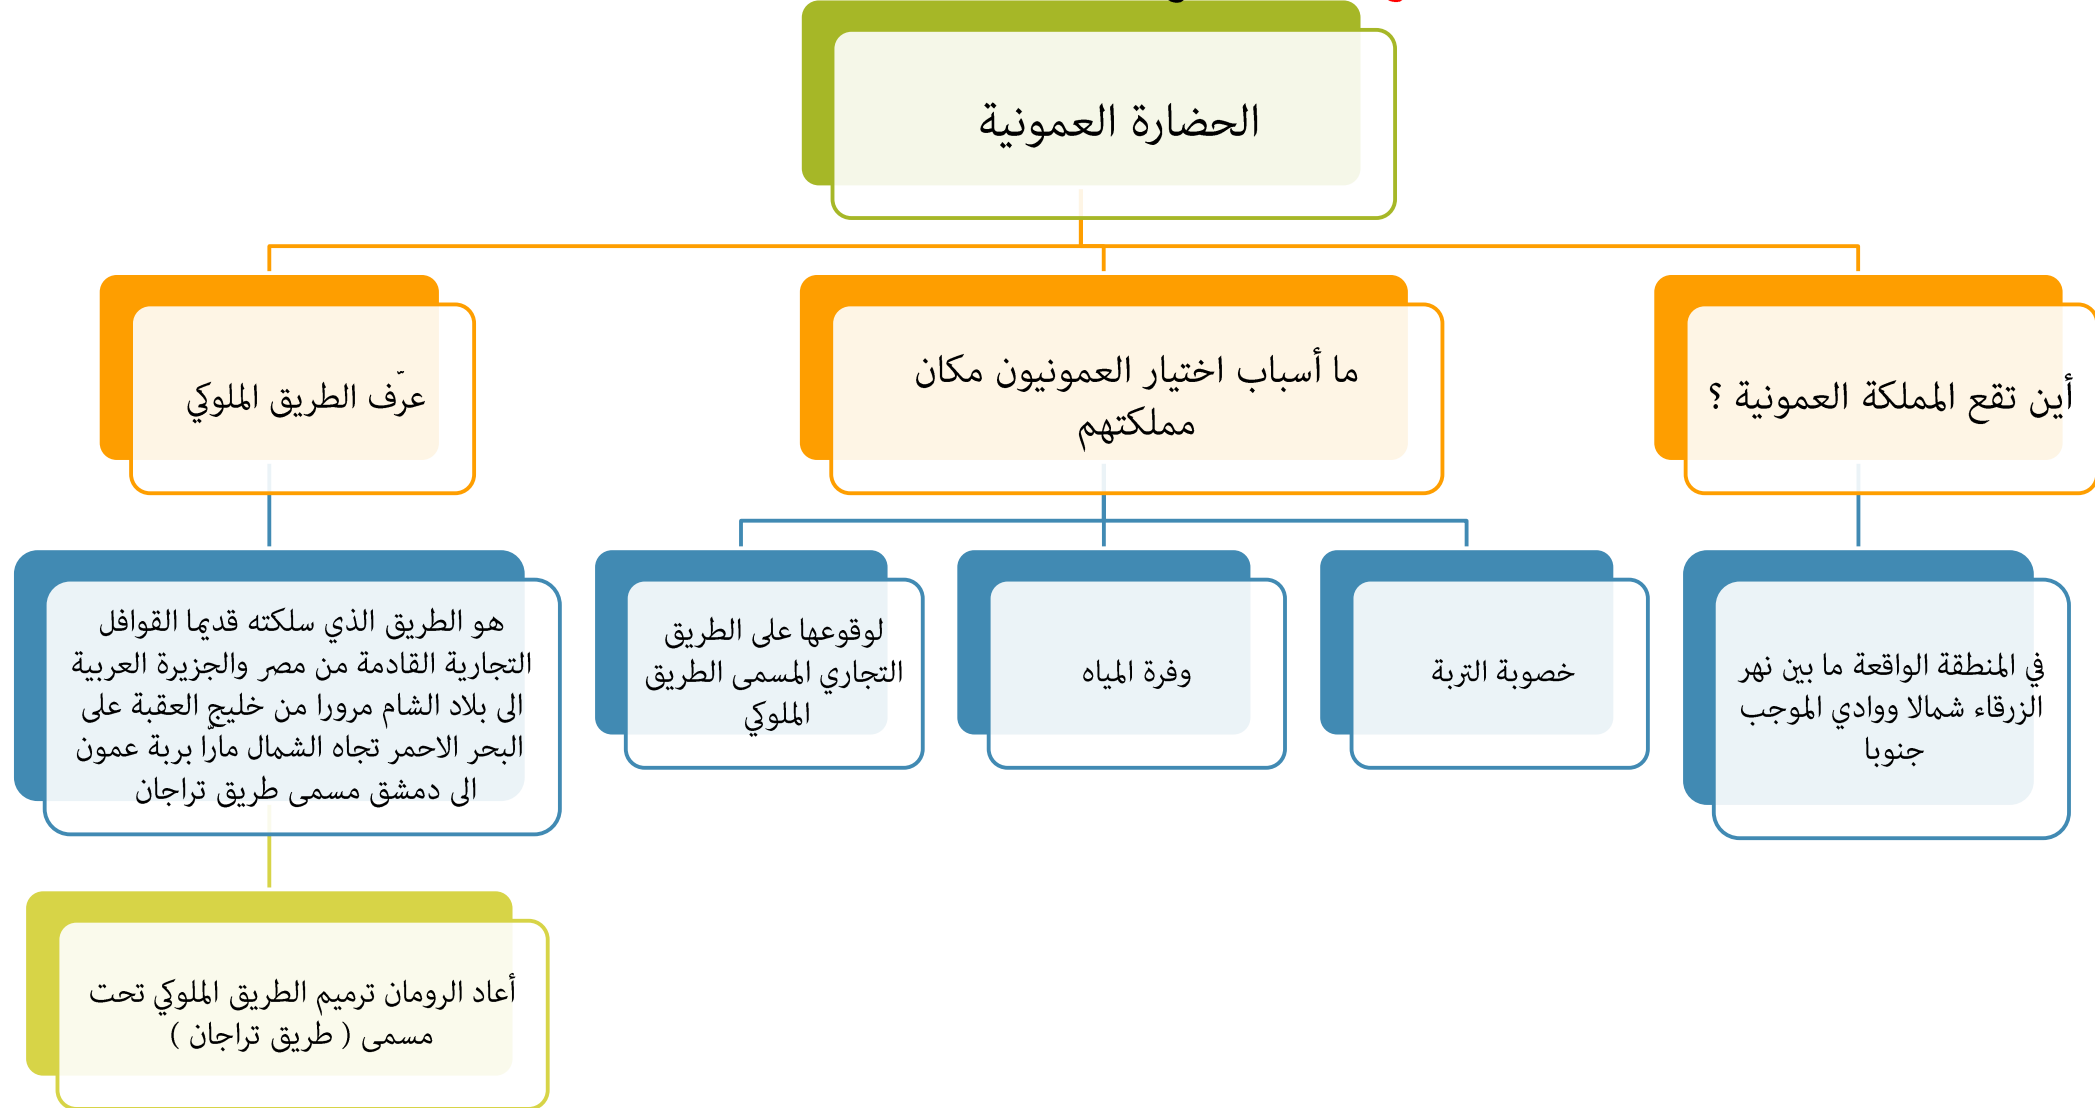 الحضارة العمونية
أين تقع المملكة العمونية ؟
ما أسباب اختيار العمونيون مكان
مملكتهم
عرّف الطريق الملوكي
في المنطقة الواقعة ما بين نهر
الزرقاء شمالا ووادي الموجب
جنوبا
خصوبة التربة
وفرة المياه
لوقوعها على الطريق
التجاري المسمى الطريق
الملوكي
هو الطريق الذي سلكته قديما القوافل
التجارية القادمة من مصر والجزيرة العربية
الى بلاد الشام مرورا من خليج العقبة على
البحر الاحمر تجاه الشمال مارّا بربة عمون
الى دمشق مسمى طريق تراجان
أعاد الرومان ترميم الطريق الملوكي تحت
مسمى ( طريق تراجان )